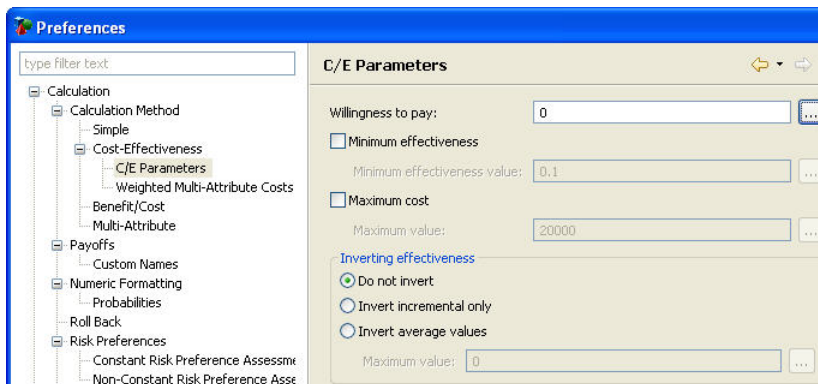 Preferences
type filter text
Calculation
Calculation Method
Simple
Cost-Effectiveness
C/E Parameters
Weighted Multi-Attribute Costs
Benefit/Cost
Multi-Attribute
Payoffs
Custom Names
Numeric Formatting
Probabilities
Roll Back
Risk Preferences
Constant Risk Preference Assessme
Non-Constant Risk Preference Asse
C/E Parameters
Willingness to pay: 0 ...
Minimum effectiveness
Minimum effectiveness value: 0.1 ...
Maximum cost
Maximum value: 20000 ...
Inverting effectiveness
Do not invert
Invert incremental only
Invert average values
Maximum value: 0 ...